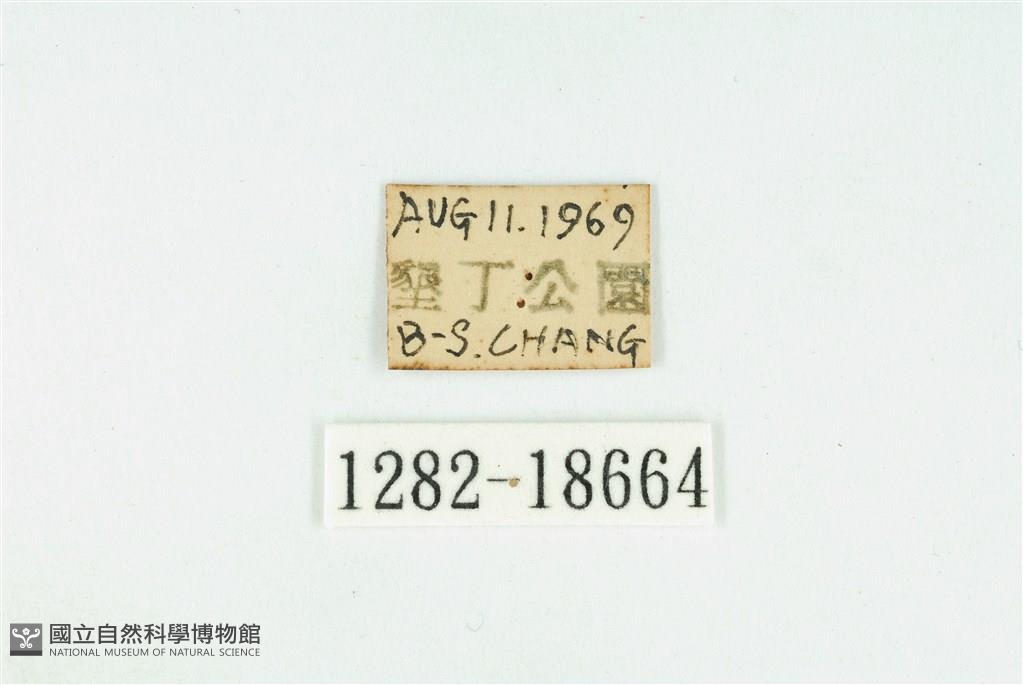 AUG 11. 1969
墾丁公園
B-S. CHANG
1282-18664
國立自然科學博物館
NATIONAL MUSEUM OF NATURAL SCIENCE